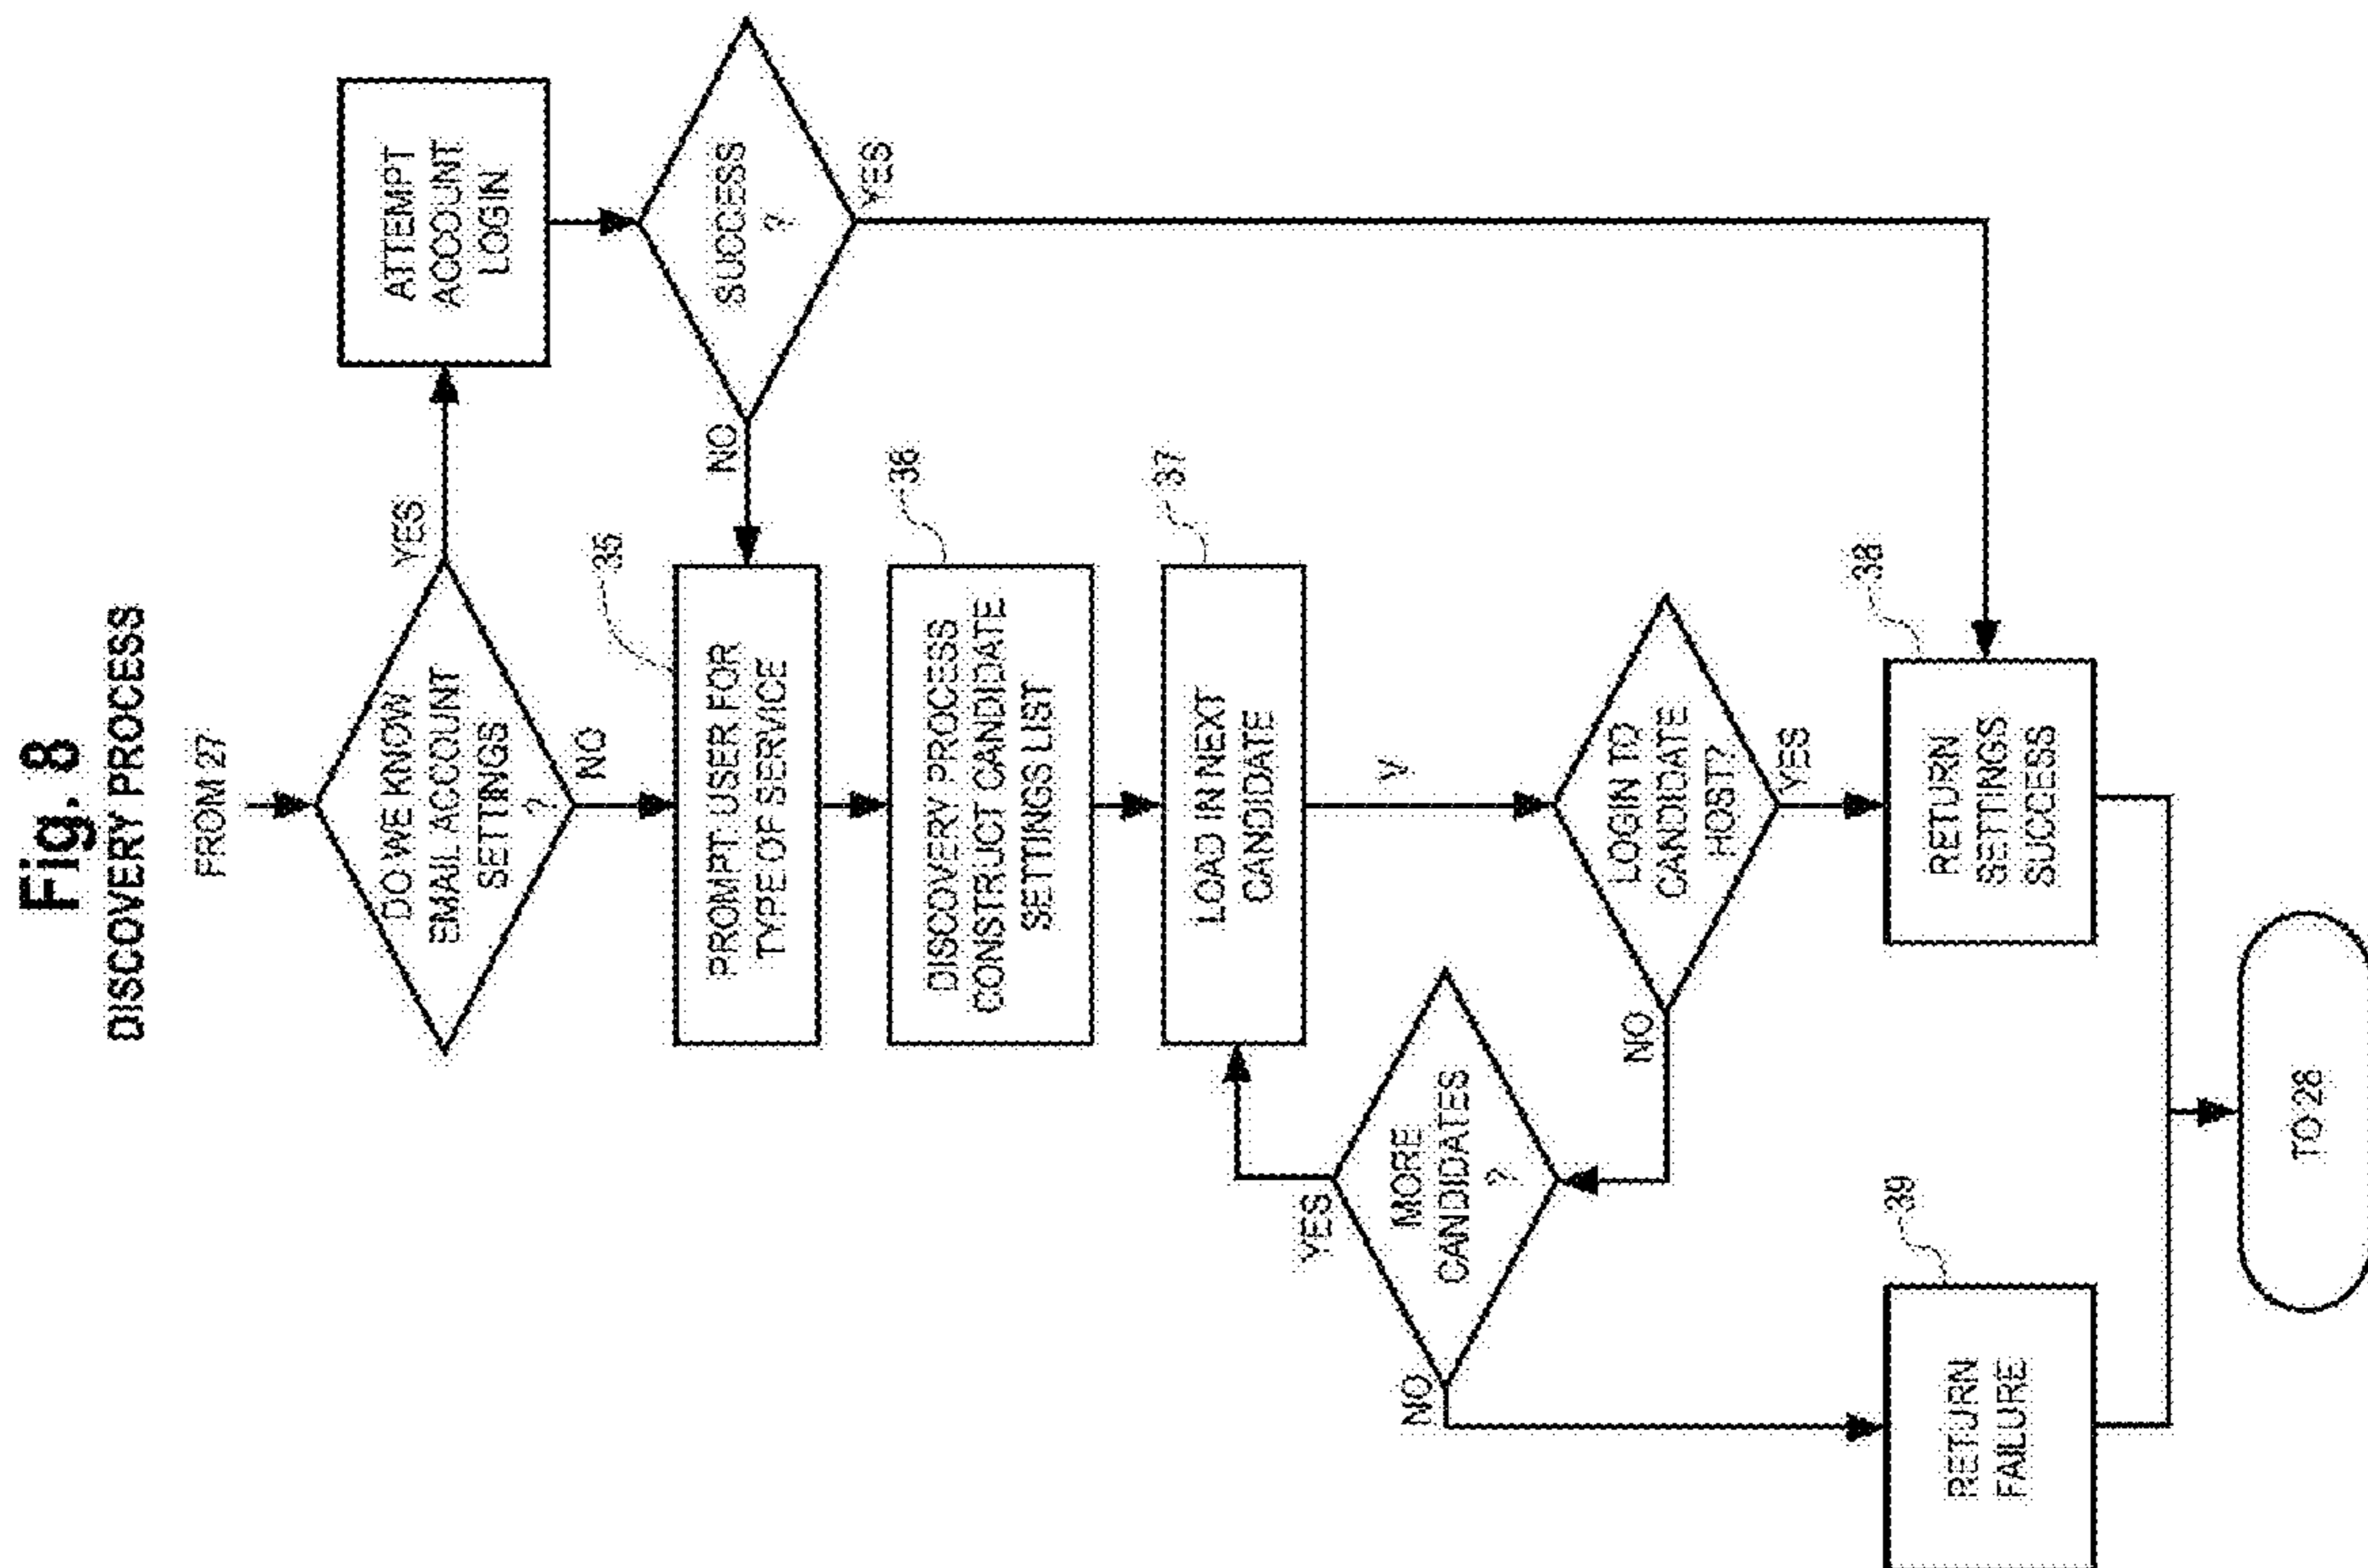 Fig. 8
DISCOVERY PROCESS
FROM 27
DO WE KNOW
EMAIL ACCOUNT
SETTINGS
?
YES
NO
ATTEMPT
ACCOUNT
LOGIN
SUCCESS
?
YES
NO
35
PROMPT USER FOR
TYPE OF SERVICE
36
DISCOVERY PROCESS
CONSTRUCT CANDIDATE
SETTINGS LIST
37
LOAD IN NEXT
CANDIDATE
V
LOGIN TO
CANDIDATE
HOST?
YES
NO
MORE
CANDIDATES
?
YES
NO
38
RETURN
SETTINGS
SUCCESS
39
RETURN
FAILURE
TO 28